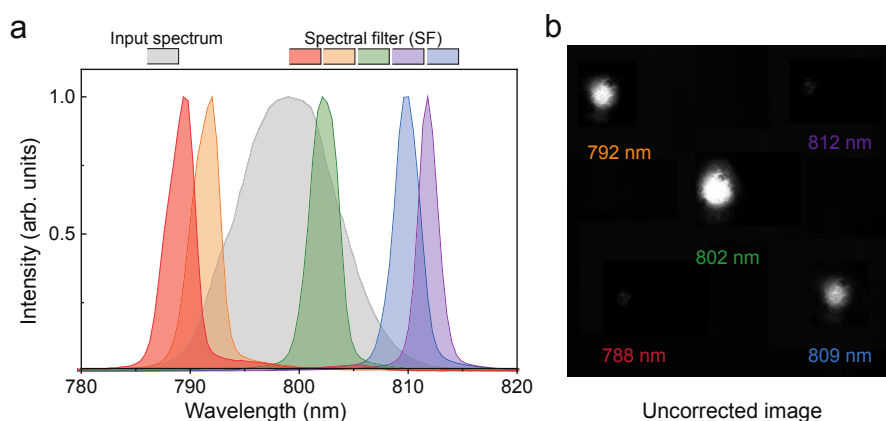 a
Input spectrum
Spectral filter (SF)
1.0
0.5
Intensity (arb. units)
780
790
800
810
820
Wavelength (nm)
b
792 nm
812 nm
802 nm
788 nm
809 nm
Uncorrected image